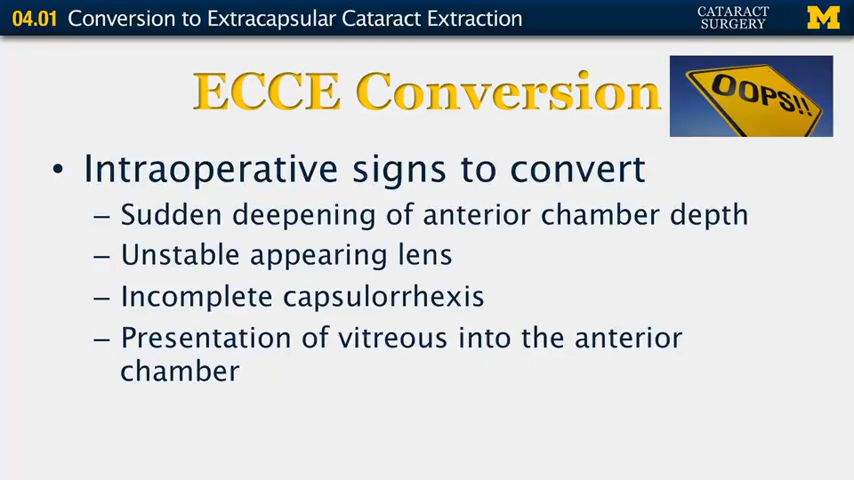 04.01 Conversion to Extracapsular Cataract Extraction
CATARACT
SURGERY
M
ECCE Conversion
OOPS!!
• Intraoperative signs to convert
– Sudden deepening of anterior chamber depth
– Unstable appearing lens
– Incomplete capsulorrhexis
– Presentation of vitreous into the anterior
chamber